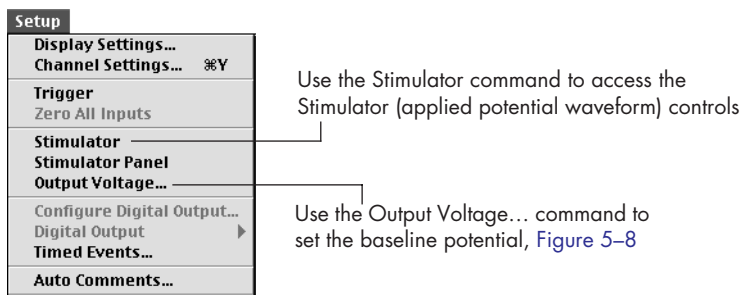 Setup
Display Settings...
Channel Settings... ⌘Y
Trigger
Zero All Inputs
Stimulator
Stimulator Panel
Output Voltage...
Configure Digital Output...
Digital Output
Timed Events...
Auto Comments...
Use the Stimulator command to access the
Stimulator (applied potential waveform) controls
Use the Output Voltage… command to
set the baseline potential, Figure 5–8